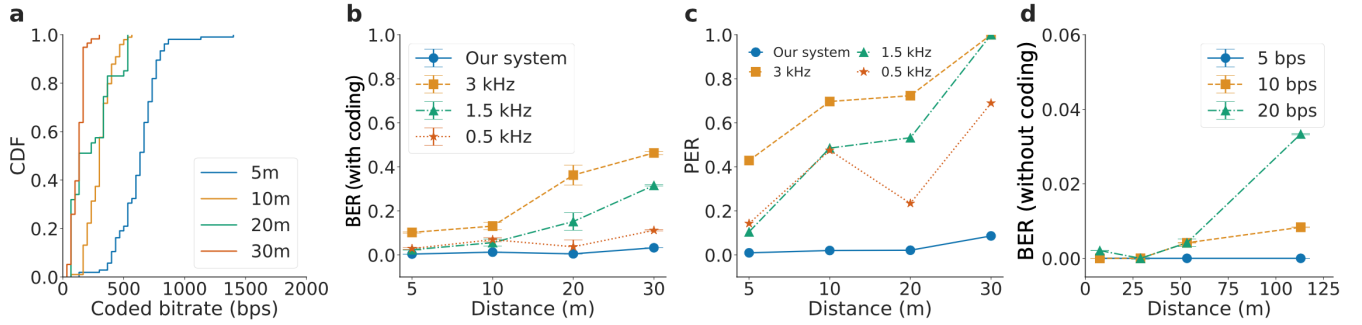 a
CDF
1.0
0.8
0.6
0.4
0.2
0.0
5m
10m
20m
30m
0 500 1000 1500 2000
Coded bitrate (bps)
b
BER (with coding)
1.0
0.8
0.6
0.4
0.2
0.0
Our system
3 kHz
1.5 kHz
0.5 kHz
5 10 20 30
Distance (m)
c
PER
1.0
0.8
0.6
0.4
0.2
0.0
Our system
3 kHz
1.5 kHz
0.5 kHz
5 10 20 30
Distance (m)
d
BER (without coding)
0.06
0.04
0.02
0.00
5 bps
10 bps
20 bps
0 25 50 75 100 125
Distance (m)